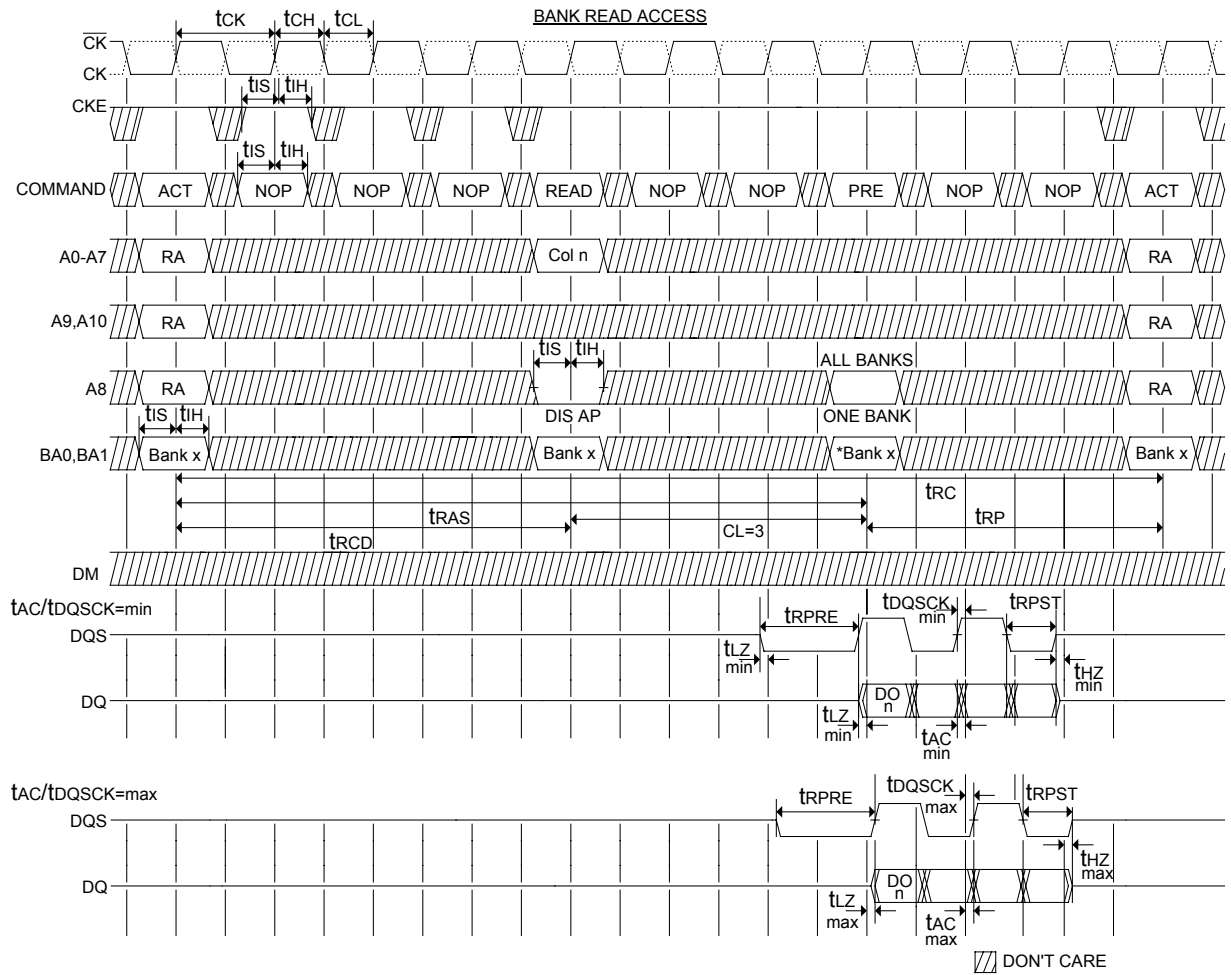 BANK READ ACCESS
tCK tCH tCL
CK
CK
tIS tIH
CKE
tIS tIH
COMMAND ACT NOP NOP NOP READ NOP NOP PRE NOP NOP ACT
A0-A7 RA Col n RA
A9,A10 RA RA
tIS tIH ALL BANKS
A8 RA RA
tIS tIH DIS AP ONE BANK
BA0,BA1 Bank x Bank x *Bank x Bank x
tRC
tRAS CL=3 tRP
tRCD
DM
tAC/tDQSCK=min
tRPRE tDQSCK min tRPST
DQS
tLZ min tHZ min
DQ DO n
tLZ min tAC min
tAC/tDQSCK=max
tRPRE tDQSCK max tRPST
DQS
tHZ max
DQ DO n
tLZ max tAC max
DON'T CARE